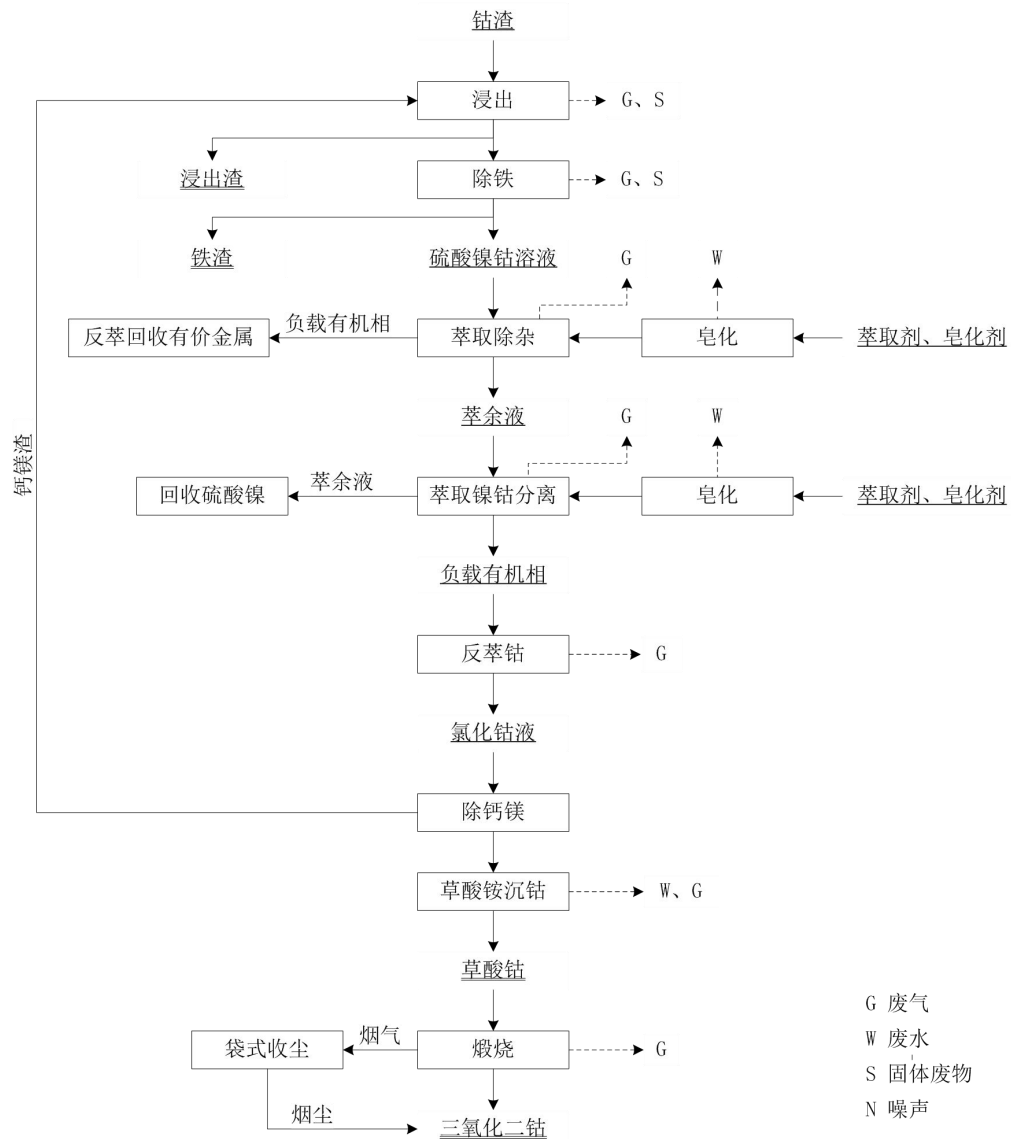 钴渣
浸出
G、S
浸出渣
除铁
G、S
铁渣
硫酸镍钴溶液
G
W
反萃回收有价金属
负载有机相
萃取除杂
皂化
萃取剂、皂化剂
萃余液
G
W
钙镁渣
回收硫酸镍
萃余液
萃取镍钴分离
皂化
萃取剂、皂化剂
负载有机相
反萃钴
G
氯化钴液
除钙镁
草酸铵沉钴
W、G
草酸钴
袋式收尘
烟气
煅烧
G
烟尘
三氧化二钴
G 废气
W 废水
S 固体废物
N 噪声